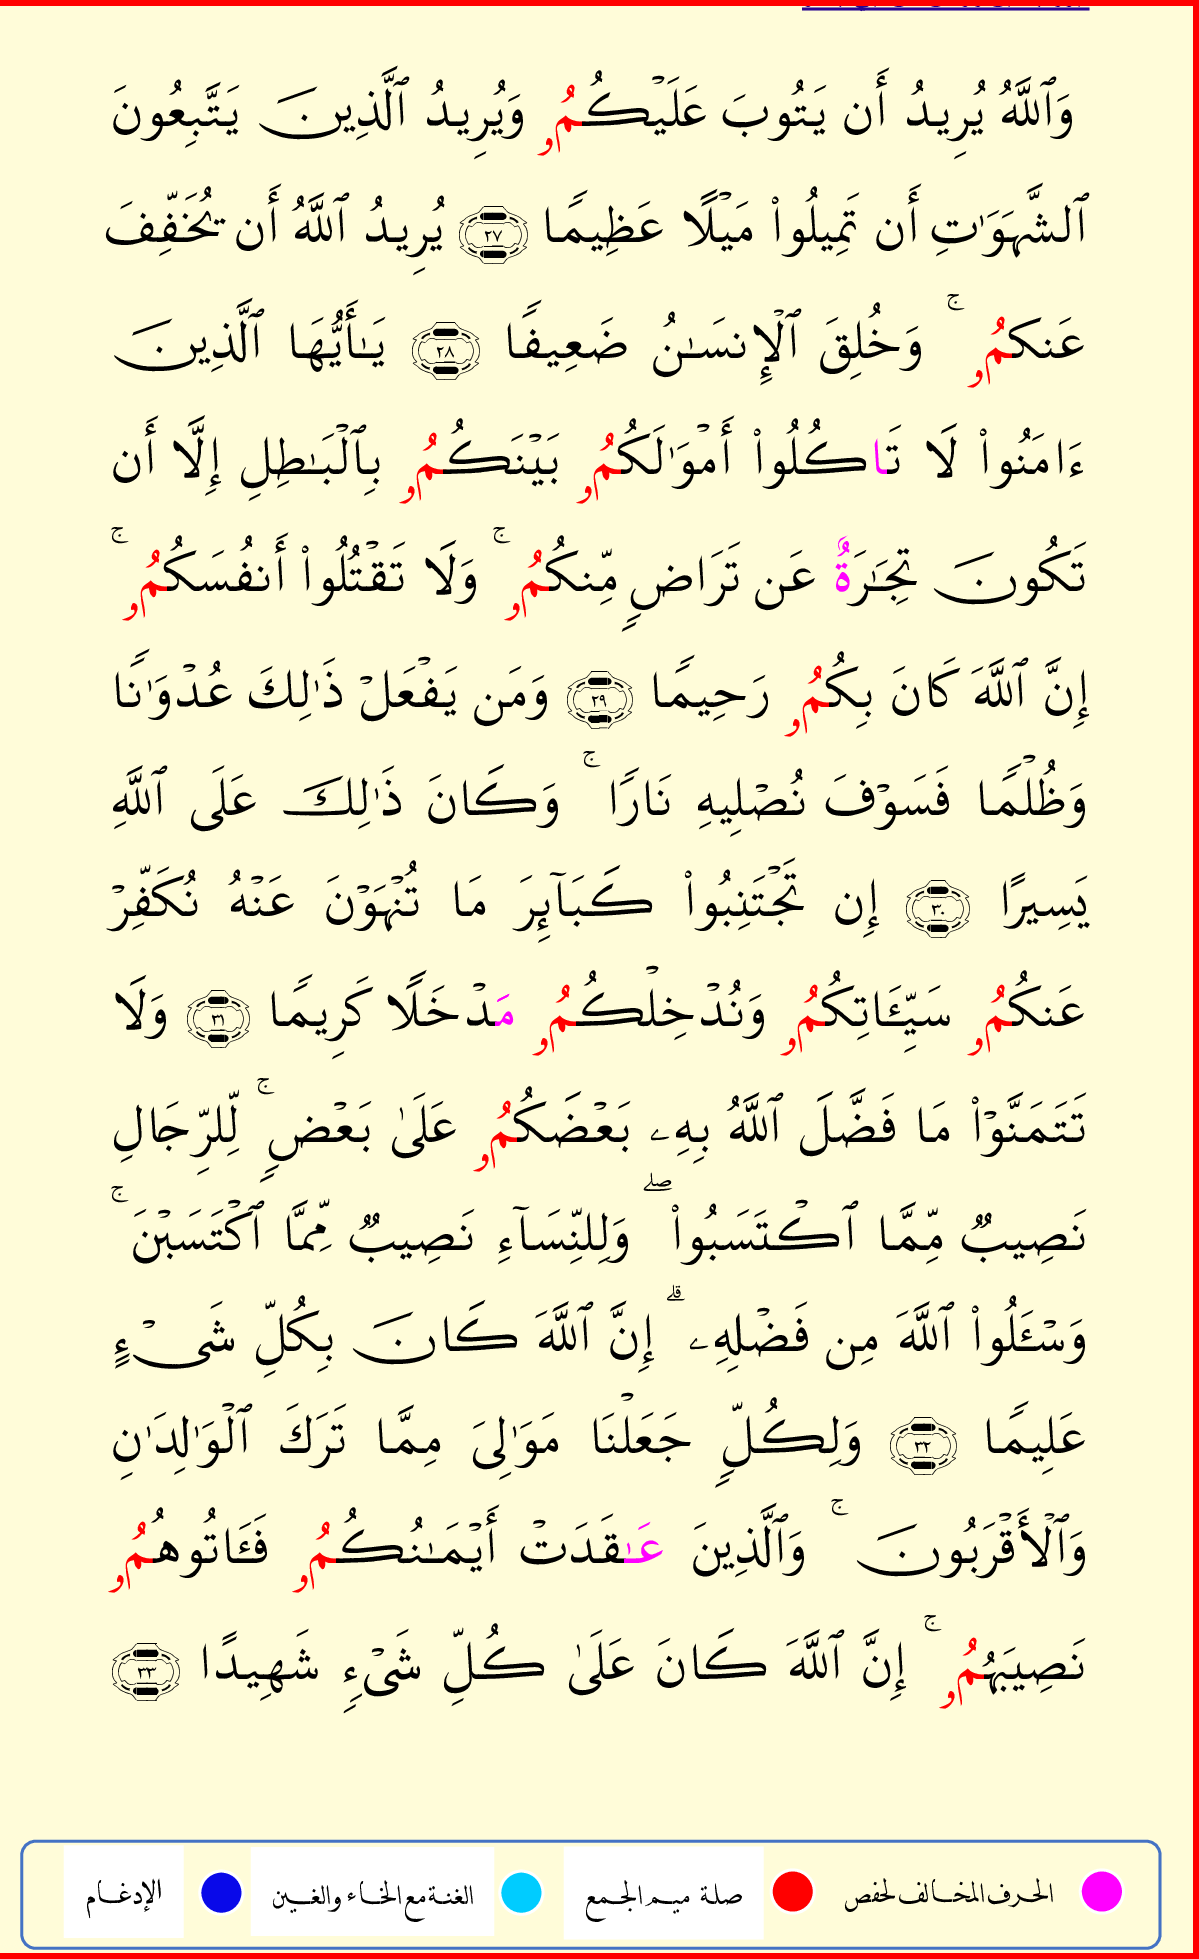 وَٱللَّهُ يُرِيدُ أَن يَتُوبَ عَلَيۡكُمُۥ وَيُرِيدُ ٱلَّذِينَ يَتَّبِعُونَ
ٱلشَّهَوَٰتِ أَن تَمِيلُواْ مَيۡلًا عَظِيمًا ٢٧ يُرِيدُ ٱللَّهُ أَن يُخَفِّفَ
عَنكُمُۥۚ وَخُلِقَ ٱلۡإِنسَٰنُ ضَعِيفًا ٢٨ يَٰٓأَيُّهَا ٱلَّذِينَ
ءَامَنُواْ لَا تَاكُلُواْ أَمۡوَٰلَكُمُۥ بَيۡنَكُمُۥ بِٱلۡبَٰطِلِ إِلَّا أَن
تَكُونَ تِجَٰرَةٌ عَن تَرَاضٍ مِّنكُمُۥۚ وَلَا تَقۡتُلُواْ أَنفُسَكُمُۥۚ
إِنَّ ٱللَّهَ كَانَ بِكُمُۥ رَحِيمًا ٢٩ وَمَن يَفۡعَلۡ ذَٰلِكَ عُدۡوَٰنًا
وَظُلۡمًا فَسَوۡفَ نُصۡلِيهِ نَارًاۚ وَكَانَ ذَٰلِكَ عَلَى ٱللَّهِ
يَسِيرًا ٣٠ إِن تَجۡتَنِبُواْ كَبَآئِرَ مَا تُنۡهَوۡنَ عَنۡهُ نُكَفِّرۡ
عَنكُمُۥ سَيِّـَٔاتِكُمُۥ وَنُدۡخِلۡكُمُۥ مَدۡخَلًا كَرِيمًا ٣١ وَلَا
تَتَمَنَّوۡاْ مَا فَضَّلَ ٱللَّهُ بِهِۦ بَعۡضَكُمُۥ عَلَىٰ بَعۡضٍۚ لِّلرِّجَالِ
نَصِيبٌ مِّمَّا ٱكۡتَسَبُواْۖ وَلِلنِّسَآءِ نَصِيبٌ مِّمَّا ٱكۡتَسَبۡنَۚ
وَسۡـَٔلُواْ ٱللَّهَ مِن فَضۡلِهِۦۗ إِنَّ ٱللَّهَ كَانَ بِكُلِّ شَيۡءٍ
عَلِيمًا ٣٢ وَلِكُلٍّ جَعَلۡنَا مَوَٰلِيَ مِمَّا تَرَكَ ٱلۡوَٰلِدَٰنِ
وَٱلۡأَقۡرَبُونَۚ وَٱلَّذِينَ عَٰقَدَتۡ أَيۡمَٰنُكُمُۥ فَـَٔاتُوهُمُۥ
نَصِيبَهُمُۥۚ إِنَّ ٱللَّهَ كَانَ عَلَىٰ كُلِّ شَيۡءٍ شَهِيدًا ٣٣
الحرف المخالف لحفص صلة ميم الجمع الغنة مع الخاء والغين الإدغام